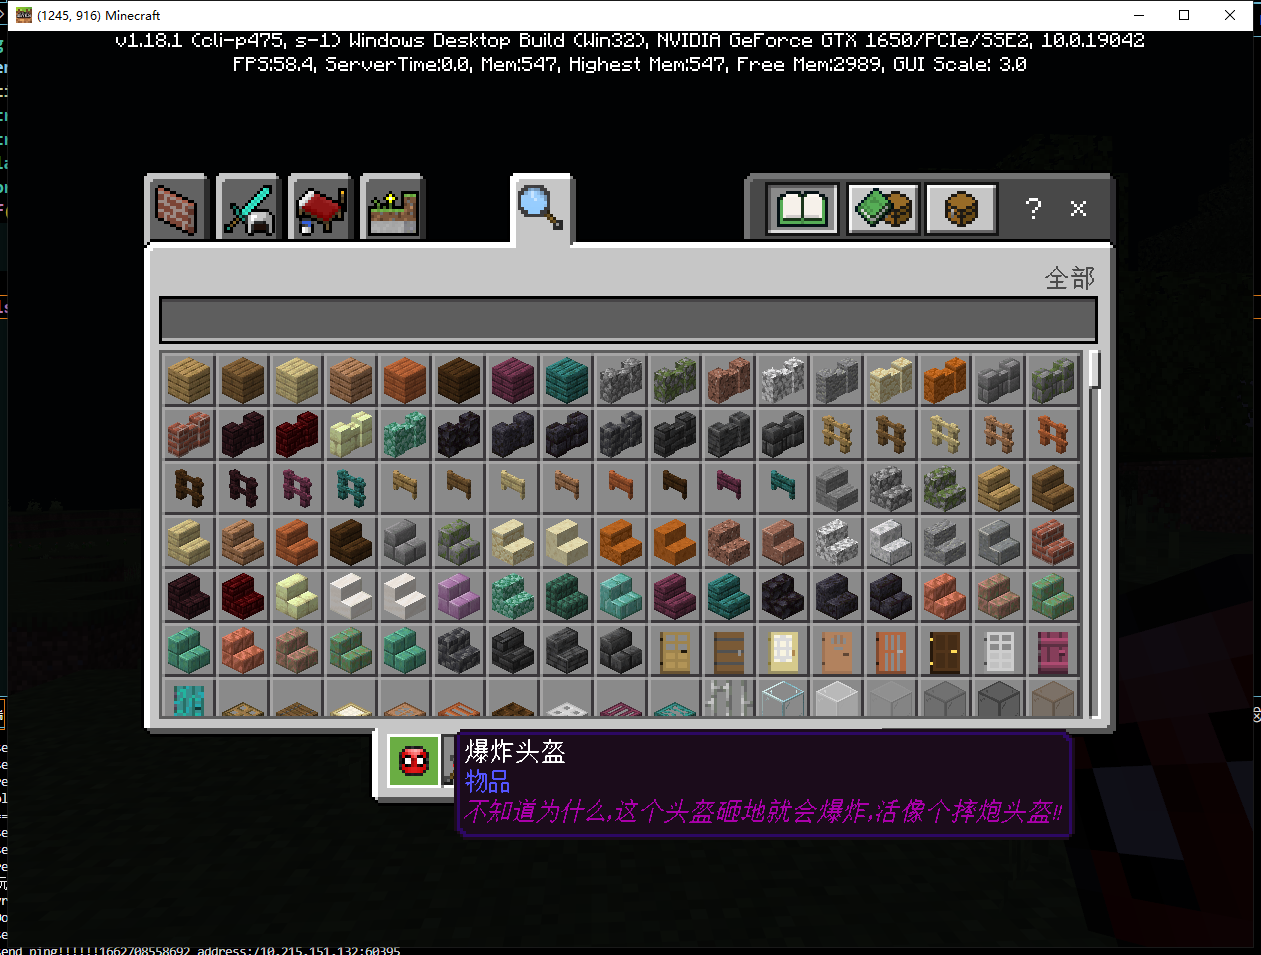 (1245, 916) Minecraft
v1.18.1 (cli-p475, s-1) Windows Desktop Build (Win32), NVIDIA GeForce GTX 1650/PCIe/SSE2, 10.0.19042
FPS:58.4, ServerTime:0.0, Mem:547, Highest Mem:547, Free Mem:2989, GUI Scale: 3.0
?
全部
爆炸头盔
物品
不知道为什么,这个头盔砸地就会爆炸,活像个摔炮头盔!!
send ping!!!!!!1662708558692 address:/10.215.151.132:60395